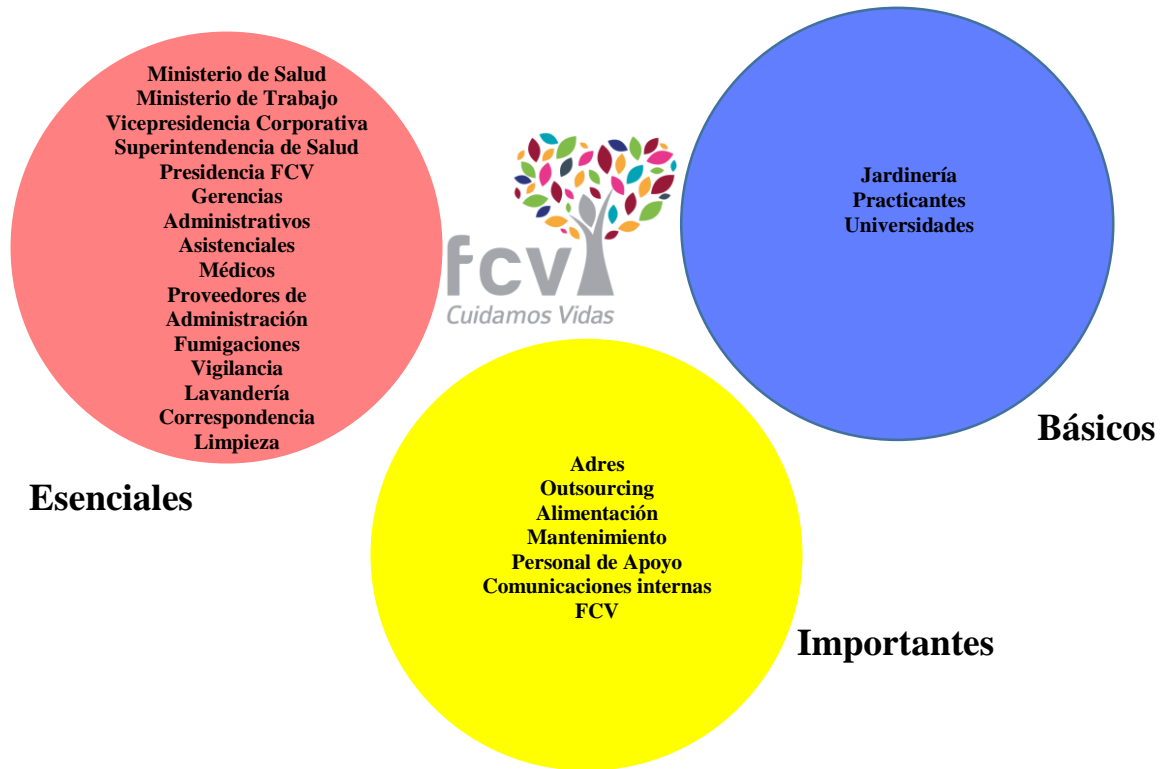 Ministerio de Salud
Ministerio de Trabajo
Vicepresidencia Corporativa
Superintendencia de Salud
Presidencia FCV
Gerencias
Administrativos
Asistenciales
Médicos
Proveedores de
Administración
Fumigaciones
Vigilancia
Lavandería
Correspondencia
Limpieza
Esenciales
fcv
Cuidamos Vidas
Jardinería
Practicantes
Universidades
Básicos
Adres
Outsourcing
Alimentación
Mantenimiento
Personal de Apoyo
Comunicaciones internas
FCV
Importantes